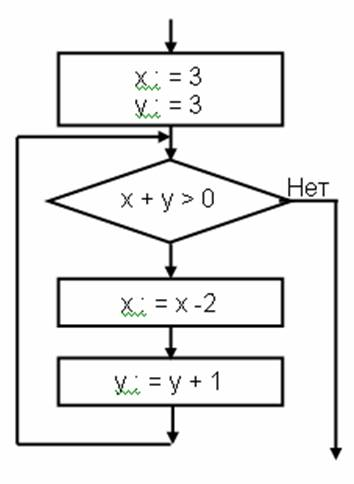 x : = 3
y : = 3
x + y > 0
Нет
x : = x -2
y : = y + 1